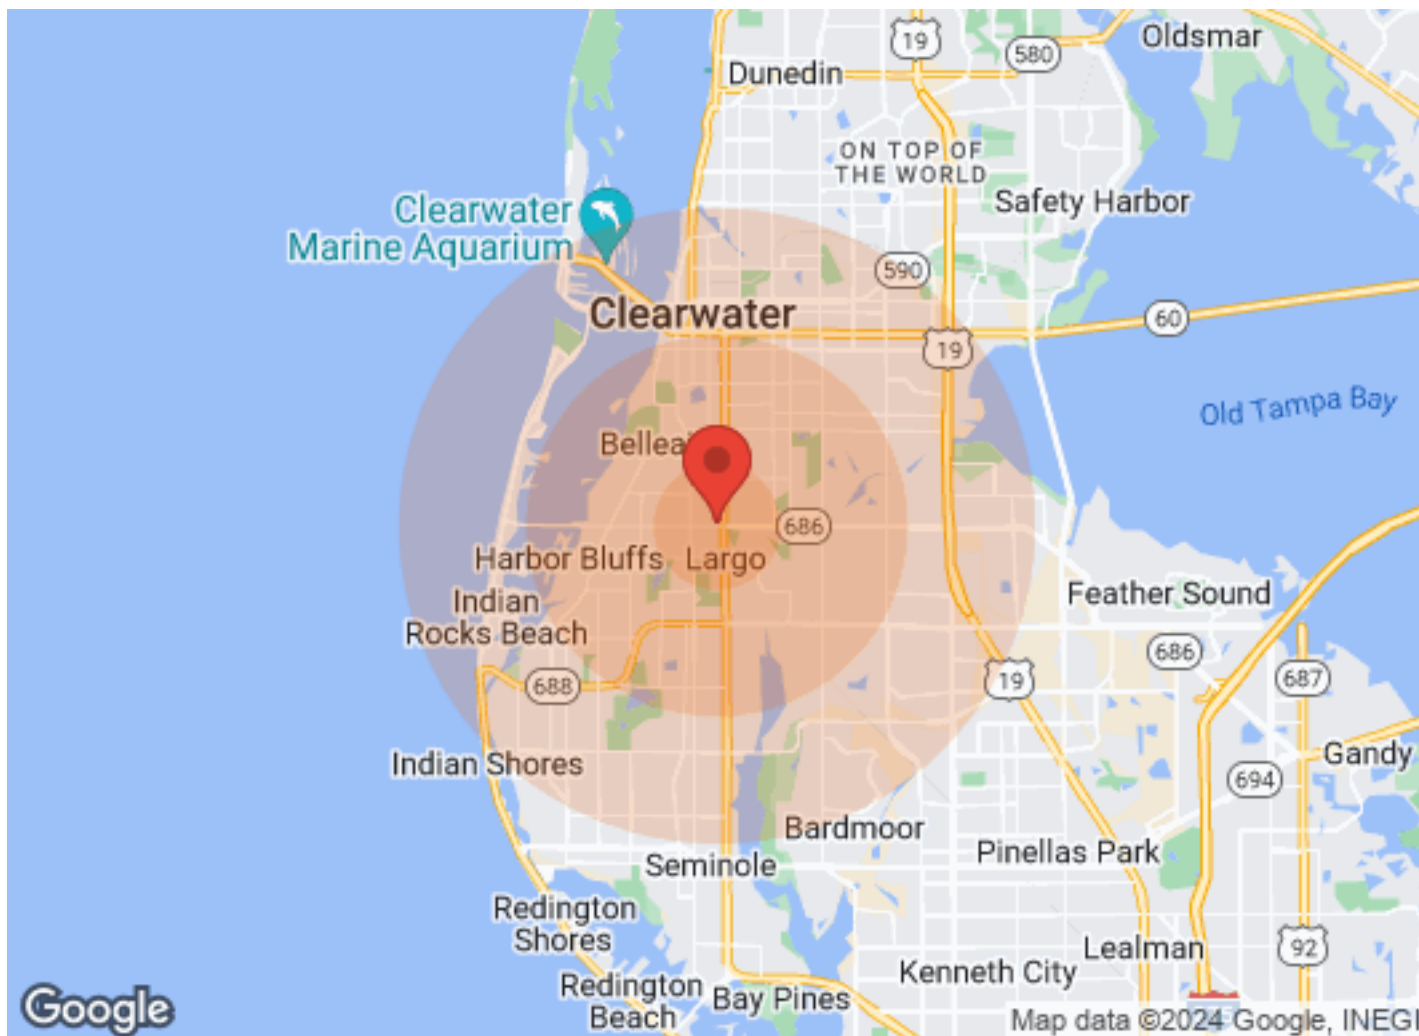 Oldsmar
19
580
Dunedin
ON TOP OF
THE WORLD
Safety Harbor
Clearwater
Marine Aquarium
590
Clearwater
60
19
Old Tampa Bay
Bellea
686
Harbor Bluffs
Largo
Feather Sound
Indian
Rocks Beach
686
688
19
687
Indian Shores
Gandy
694
Bardmoor
Pinellas Park
Seminole
Redington
Shores
Lealman
92
Kenneth City
Redington
Beach
Bay Pines
Google
Map data ©2024 Google, INEGI